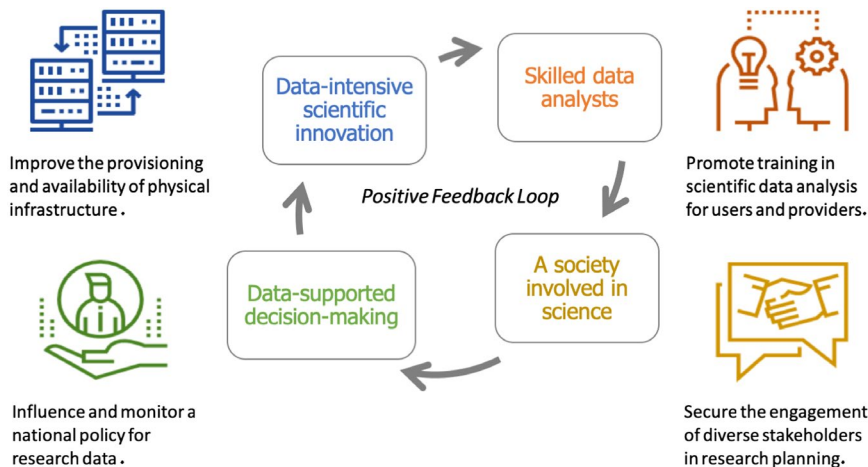 Data-intensive
scientific
innovation
Skilled data
analysts
Improve the provisioning
and availability of physical
infrastructure .
Promote training in
scientific data analysis
for users and providers.
Positive Feedback Loop
Data-supported
decision-making
A society
involved in
science
Influence and monitor a
national policy for
research data .
Secure the engagement
of diverse stakeholders
in research planning.